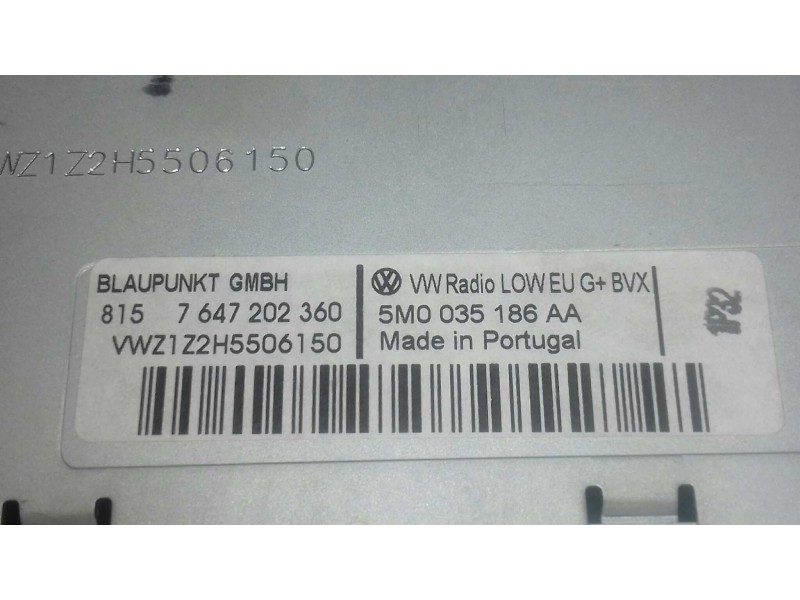 WZ1Z2H5506150
BLAUPUNKT GMBH
815 7 647 202 360
VWZ1Z2H5506150
VW Radio LOW EU G+ BVX
5M0 035 186 AA
Made in Portugal
1P32